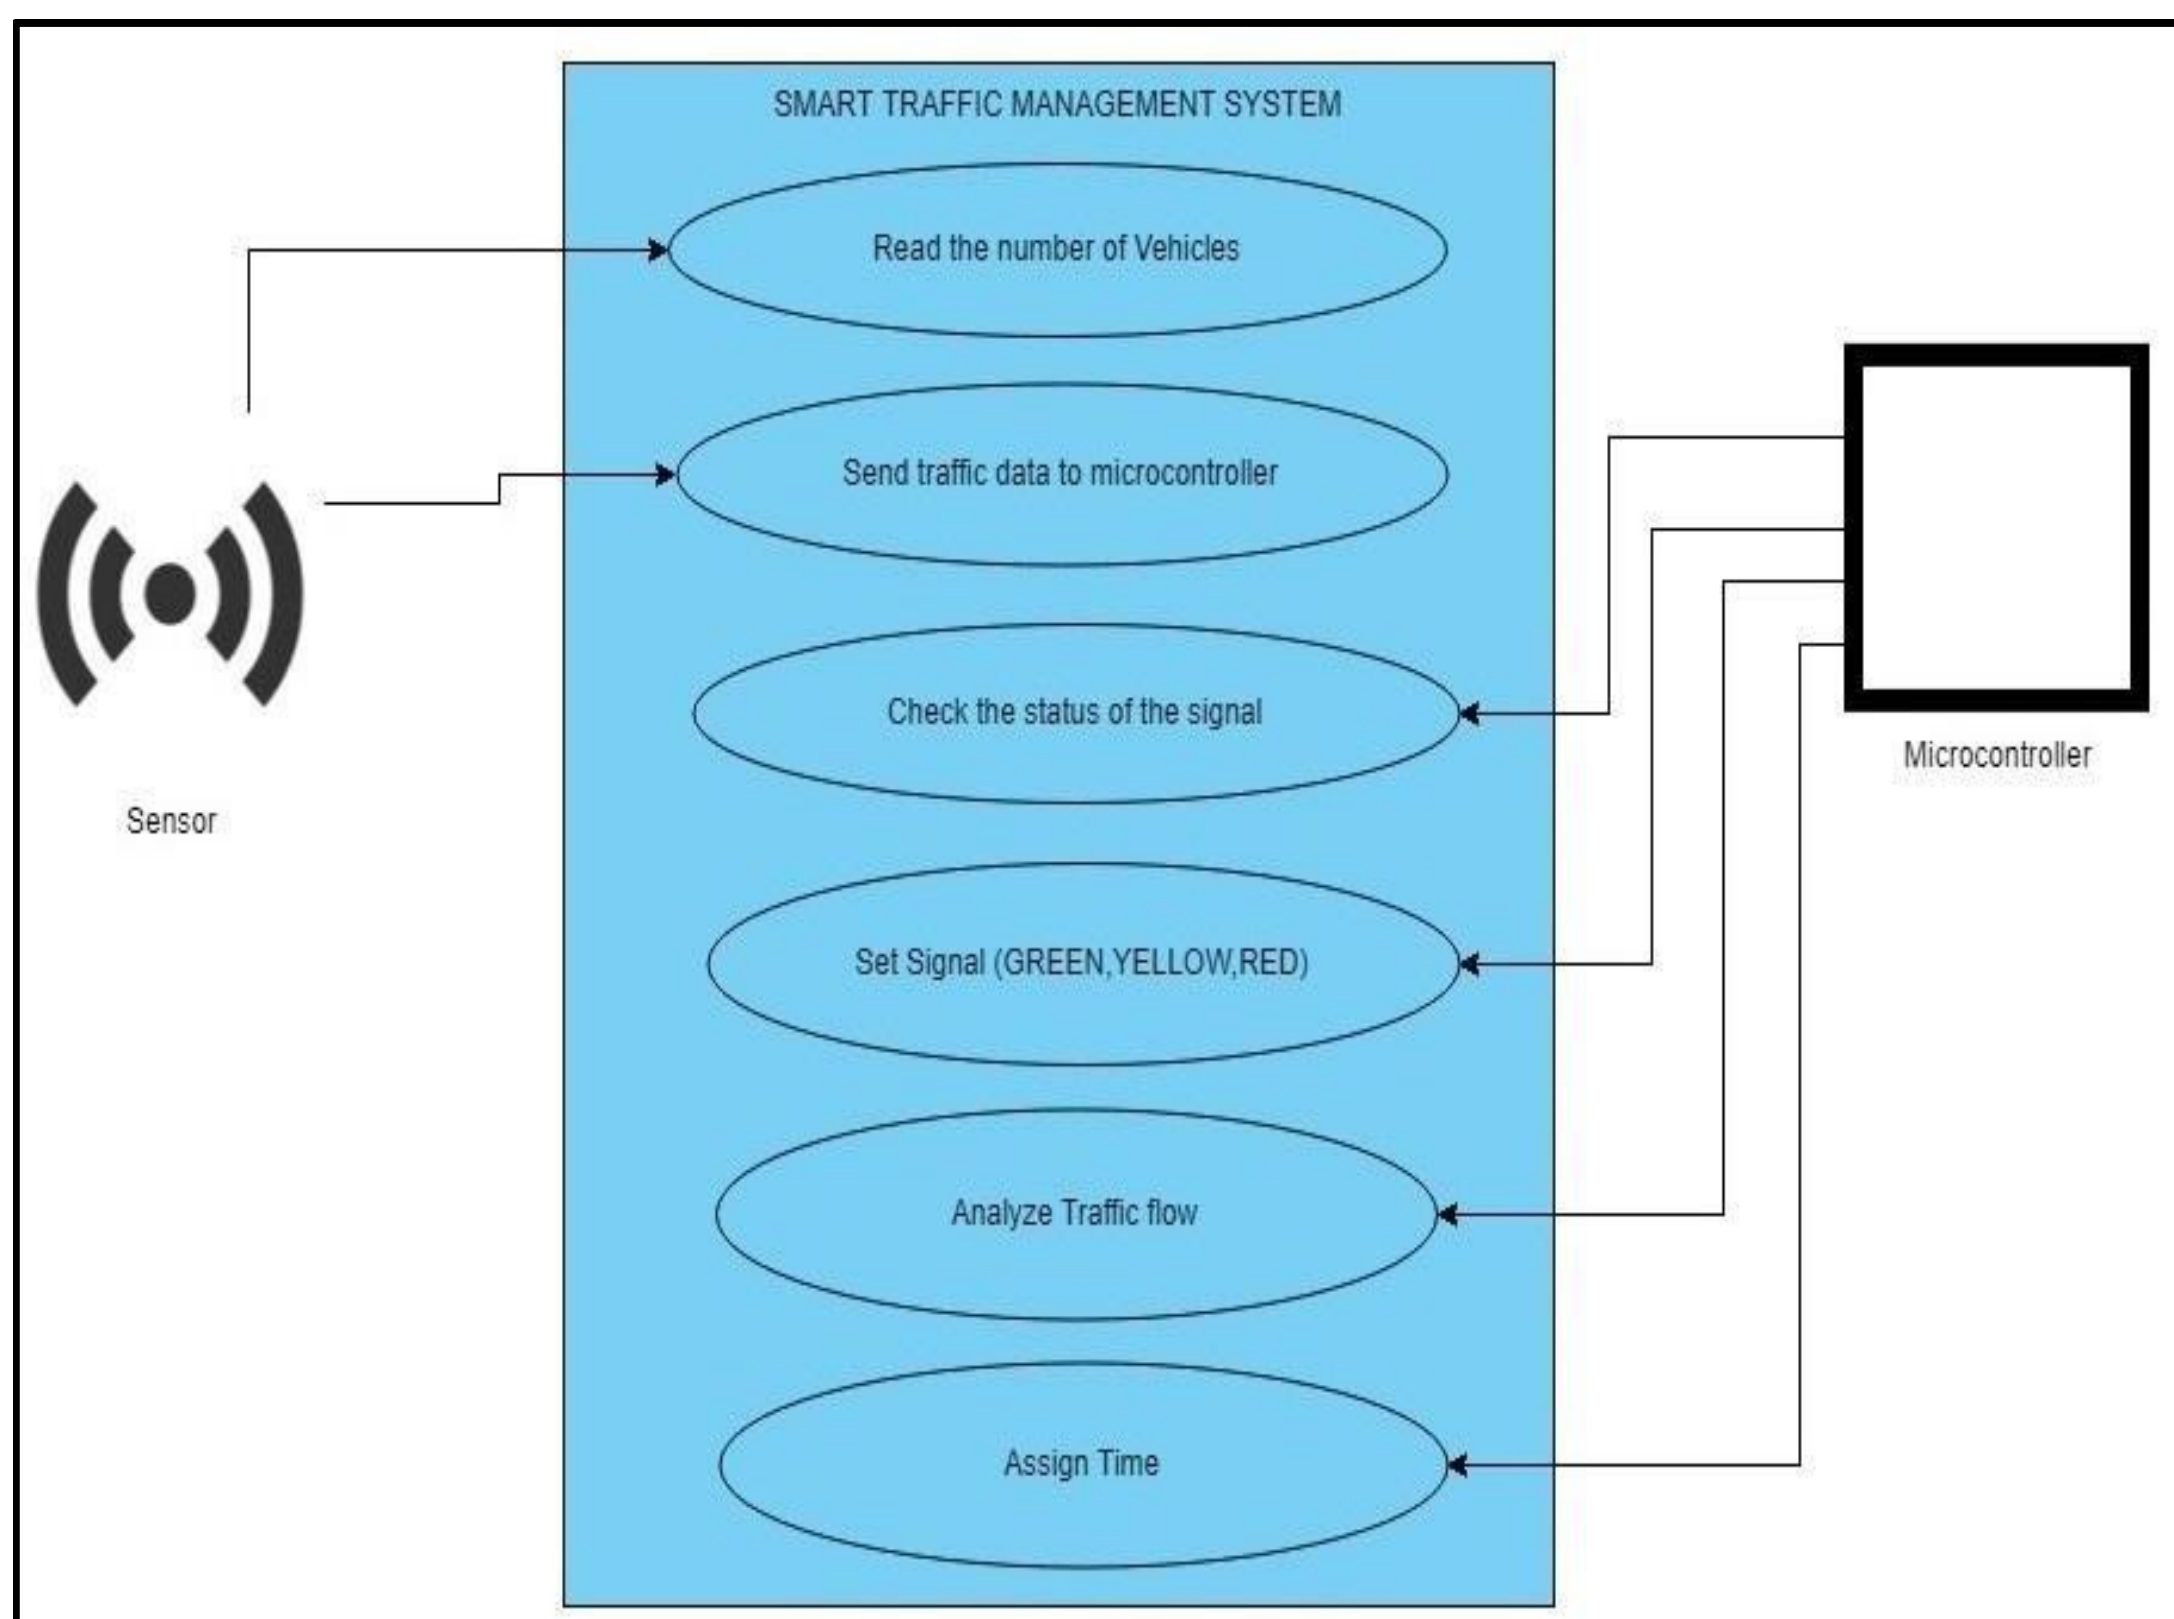 SMART TRAFFIC MANAGEMENT SYSTEM
Read the number of Vehicles
Send traffic data to microcontroller
Check the status of the signal
Microcontroller
Sensor
Set Signal (GREEN,YELLOW,RED)
Analyze Traffic flow
Assign Time